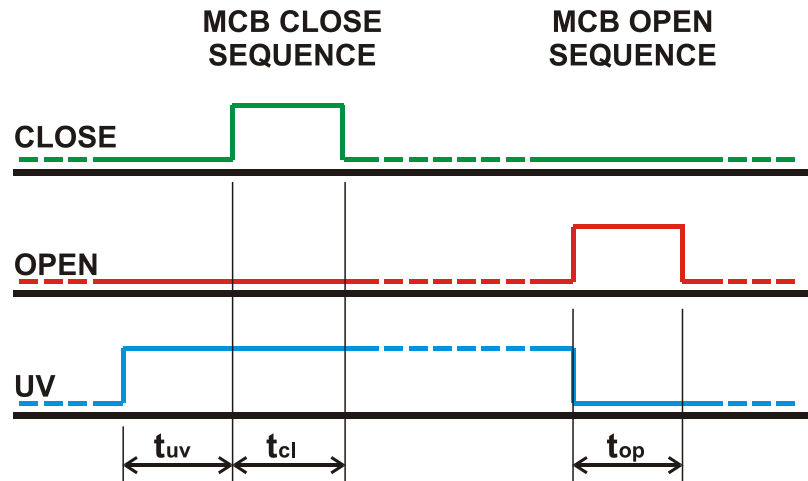 MCB CLOSE
SEQUENCE
MCB OPEN
SEQUENCE
CLOSE
OPEN
UV
tuv
tcl
top